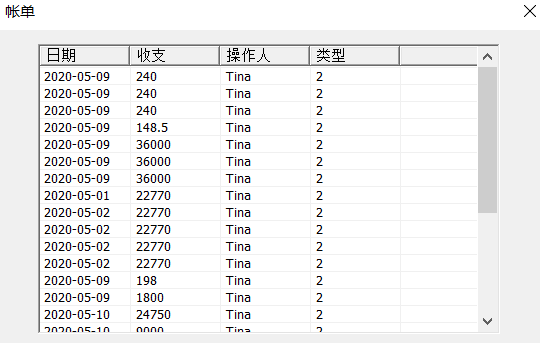 帐单
日期 收支 操作人 类型
2020-05-09 240 Tina 2
2020-05-09 240 Tina 2
2020-05-09 240 Tina 2
2020-05-09 148.5 Tina 2
2020-05-09 36000 Tina 2
2020-05-09 36000 Tina 2
2020-05-09 36000 Tina 2
2020-05-01 22770 Tina 2
2020-05-02 22770 Tina 2
2020-05-02 22770 Tina 2
2020-05-02 22770 Tina 2
2020-05-02 22770 Tina 2
2020-05-09 198 Tina 2
2020-05-09 1800 Tina 2
2020-05-10 24750 Tina 2
2020-05-10 9000 Tina 2